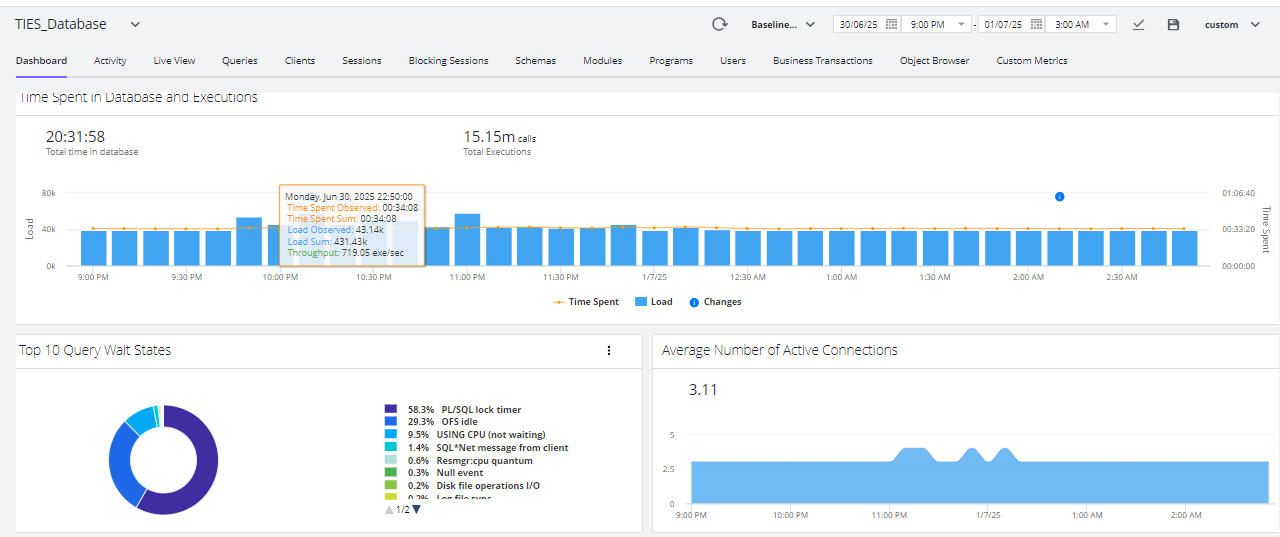 TIES_Database
Baseline... 30/06/25 9:00 PM - 01/07/25 3:00 AM custom
Dashboard Activity Live View Queries Clients Sessions Blocking Sessions Schemas Modules Programs Users Business Transactions Object Browser Custom Metrics
Time Spent in Database and Executions
20:31:58
Total time in database
15.15m calls
Total Executions
Load
80k
40k
0k
Monday, Jun 30, 2025 22:50:00
Time Spent Observed: 00:34:08
Time Spent Sum: 00:34:08
Load Observed: 43.14k
Load Sum: 431.43k
Throughput: 719.05 exe/sec
01:06:40
00:33:20
00:00:00
Time Spent
9:00 PM 9:30 PM 10:00 PM 10:30 PM 11:00 PM 11:30 PM 1/7/25 12:30 AM 1:00 AM 1:30 AM 2:00 AM 2:30 AM
Time Spent Load Changes
Top 10 Query Wait States
58.3% PL/SQL lock timer
29.3% OFS idle
9.5% USING CPU (not waiting)
1.4% SQL*Net message from client
0.6% Resmgr:cpu quantum
0.3% Null event
0.2% Disk file operations I/O
0.2% Log file sync
1/2
Average Number of Active Connections
3.11
5
2.5
0
9:00 PM 10:00 PM 11:00 PM 1/7/25 1:00 AM 2:00 AM